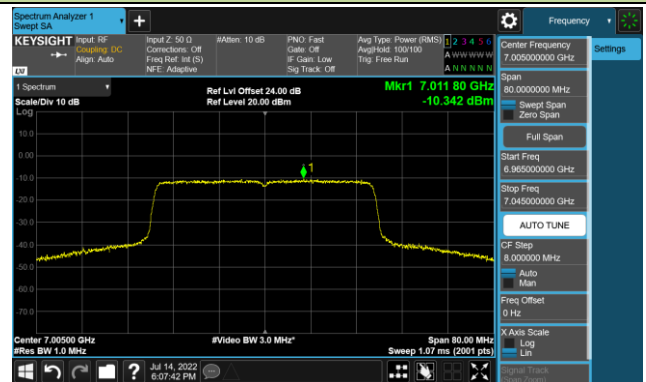 Spectrum Analyzer 1
Swept SA
Frequency
KEYSIGHT
Input: RF
Coupling: DC
Align: Auto
Input Z: 50 Ω
Corrections: Off
Freq Ref: Int (S)
NFE: Adaptive
#Atten: 10 dB
PNO: Fast
Gate: Off
IF Gain: Low
Sig Track: Off
Avg Type: Power (RMS)
Avg|Hold: 100/100
Trig: Free Run
1 2 3 4 5 6
A W W W W W
A N N N N N
LXI
1 Spectrum
Scale/Div 10 dB
Log
Ref Lvl Offset 24.00 dB
Ref Level 20.00 dBm
Mkr1 7.011 80 GHz
-10.342 dBm
10.0
0.00
-10.0
-20.0
-30.0
-40.0
-50.0
-60.0
-70.0
1
Center 7.00500 GHz
#Res BW 1.0 MHz
#Video BW 3.0 MHz*
Span 80.00 MHz
Sweep 1.07 ms (2001 pts)
Jul 14, 2022
6:07:42 PM
Center Frequency
7.005000000 GHz
Settings
Span
80.0000000 MHz
Swept Span
Zero Span
Full Span
Start Freq
6.965000000 GHz
Stop Freq
7.045000000 GHz
AUTO TUNE
CF Step
8.000000 MHz
Auto
Man
Freq Offset
0 Hz
X Axis Scale
Log
Lin
Signal Track
(Span Zoom)